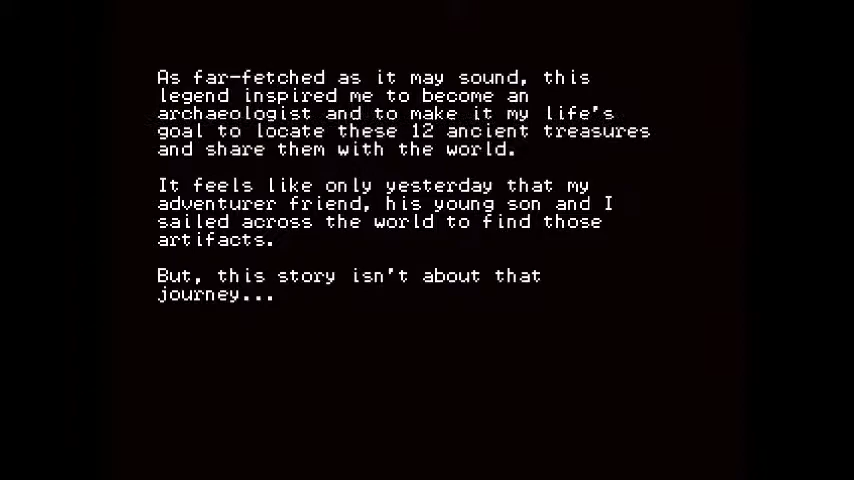 As far-fetched as it may sound, this
legend inspired me to become an
archaeologist and to make it my life's
goal to locate these 12 ancient treasures
and share them with the world.
It feels like only yesterday that my
adventurer friend, his young son and I
sailed across the world to find those
artifacts.
But, this story isn't about that
journey...